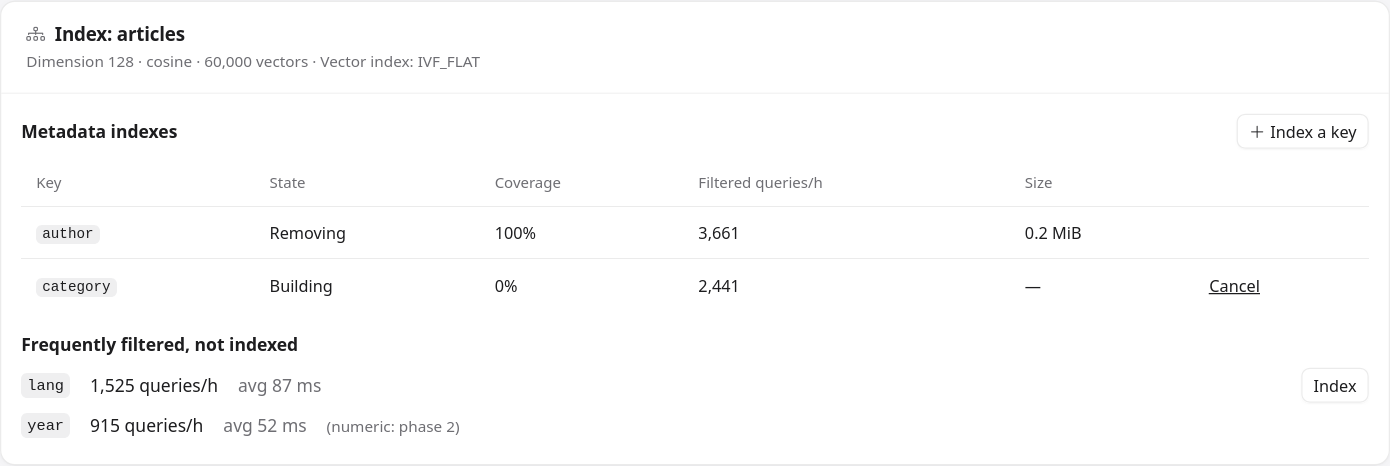 Index: articles
Dimension 128 · cosine · 60,000 vectors · Vector index: IVF_FLAT
Metadata indexes
+ Index a key
Key State Coverage Filtered queries/h Size
author Removing 100% 3,661 0.2 MiB
category Building 0% 2,441 — Cancel
Frequently filtered, not indexed
lang 1,525 queries/h avg 87 ms Index
year 915 queries/h avg 52 ms (numeric: phase 2)